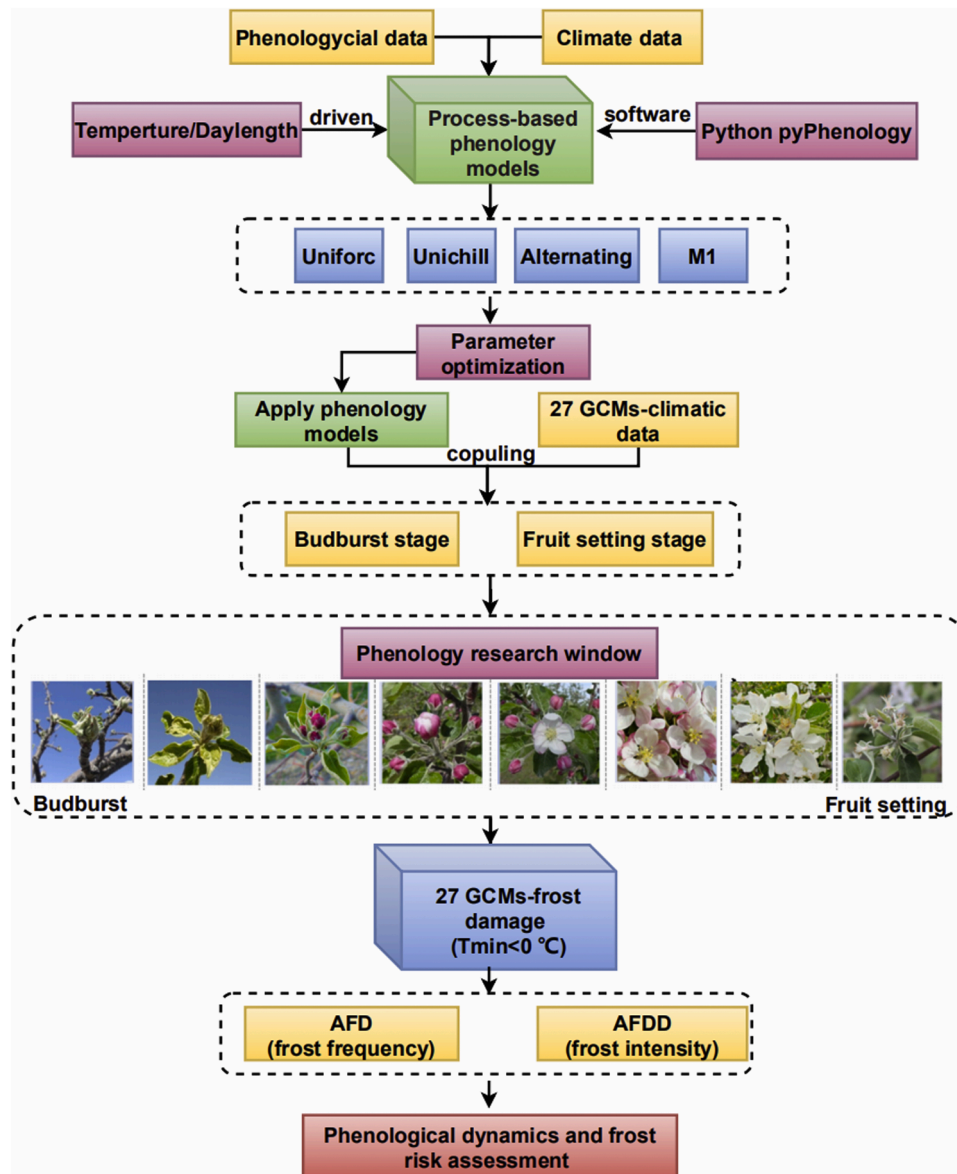 Phenologycial data
Climate data
Temperture/Daylength
driven
Process-based
phenology
models
software
Python pyPhenology
Uniforc
Unichill
Alternating
M1
Parameter
optimization
Apply phenology
models
27 GCMs-climatic
data
copuling
Budburst stage
Fruit setting stage
Phenology research window
Budburst
Fruit setting
27 GCMs-frost
damage
(Tmin<0 ℃)
AFD
(frost frequency)
AFDD
(frost intensity)
Phenological dynamics and frost
risk assessment